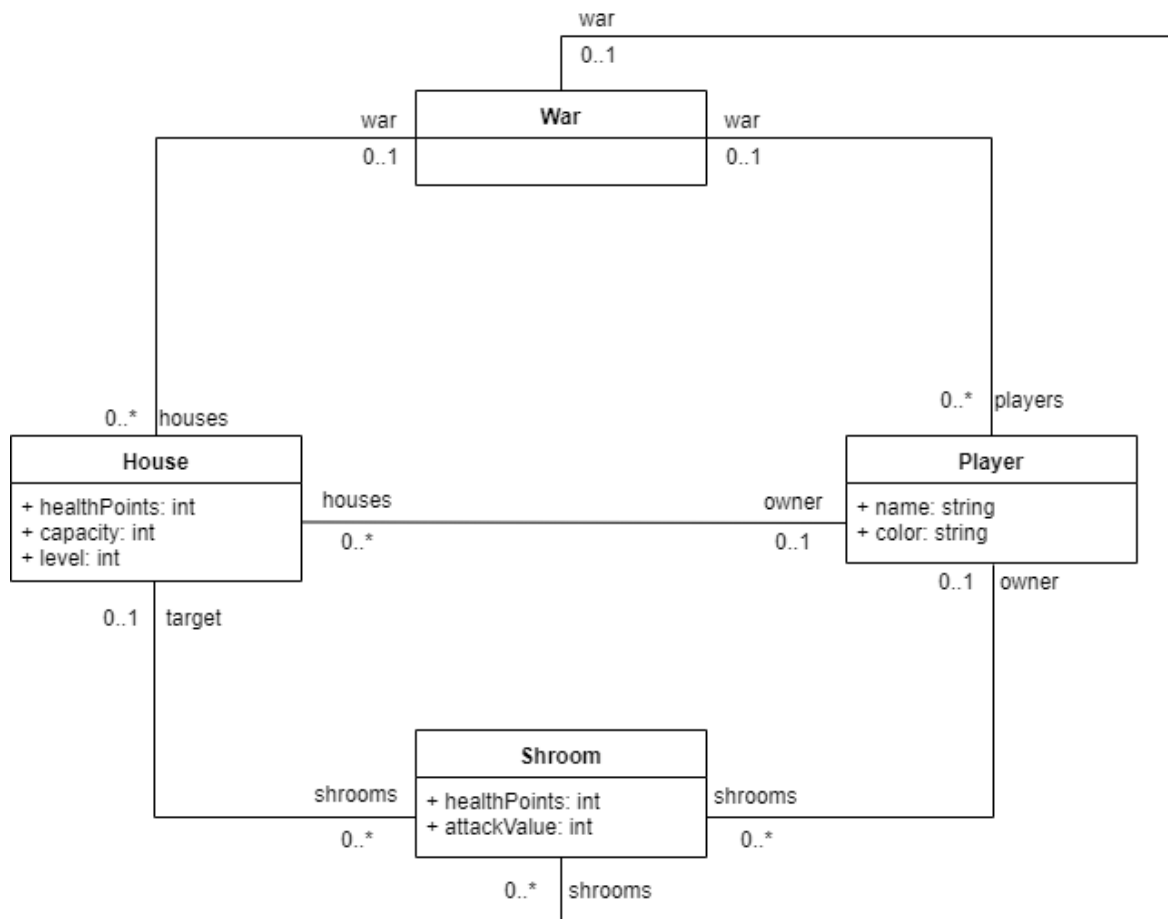 war
0..1
War
war
0..1
war
0..1
0..* houses
0..* players
House
+ healthPoints: int
+ capacity: int
+ level: int
houses
0..*
owner
0..1
Player
+ name: string
+ color: string
0..1 target
0..1 owner
Shroom
+ healthPoints: int
+ attackValue: int
shrooms
0..*
shrooms
0..*
0..* shrooms